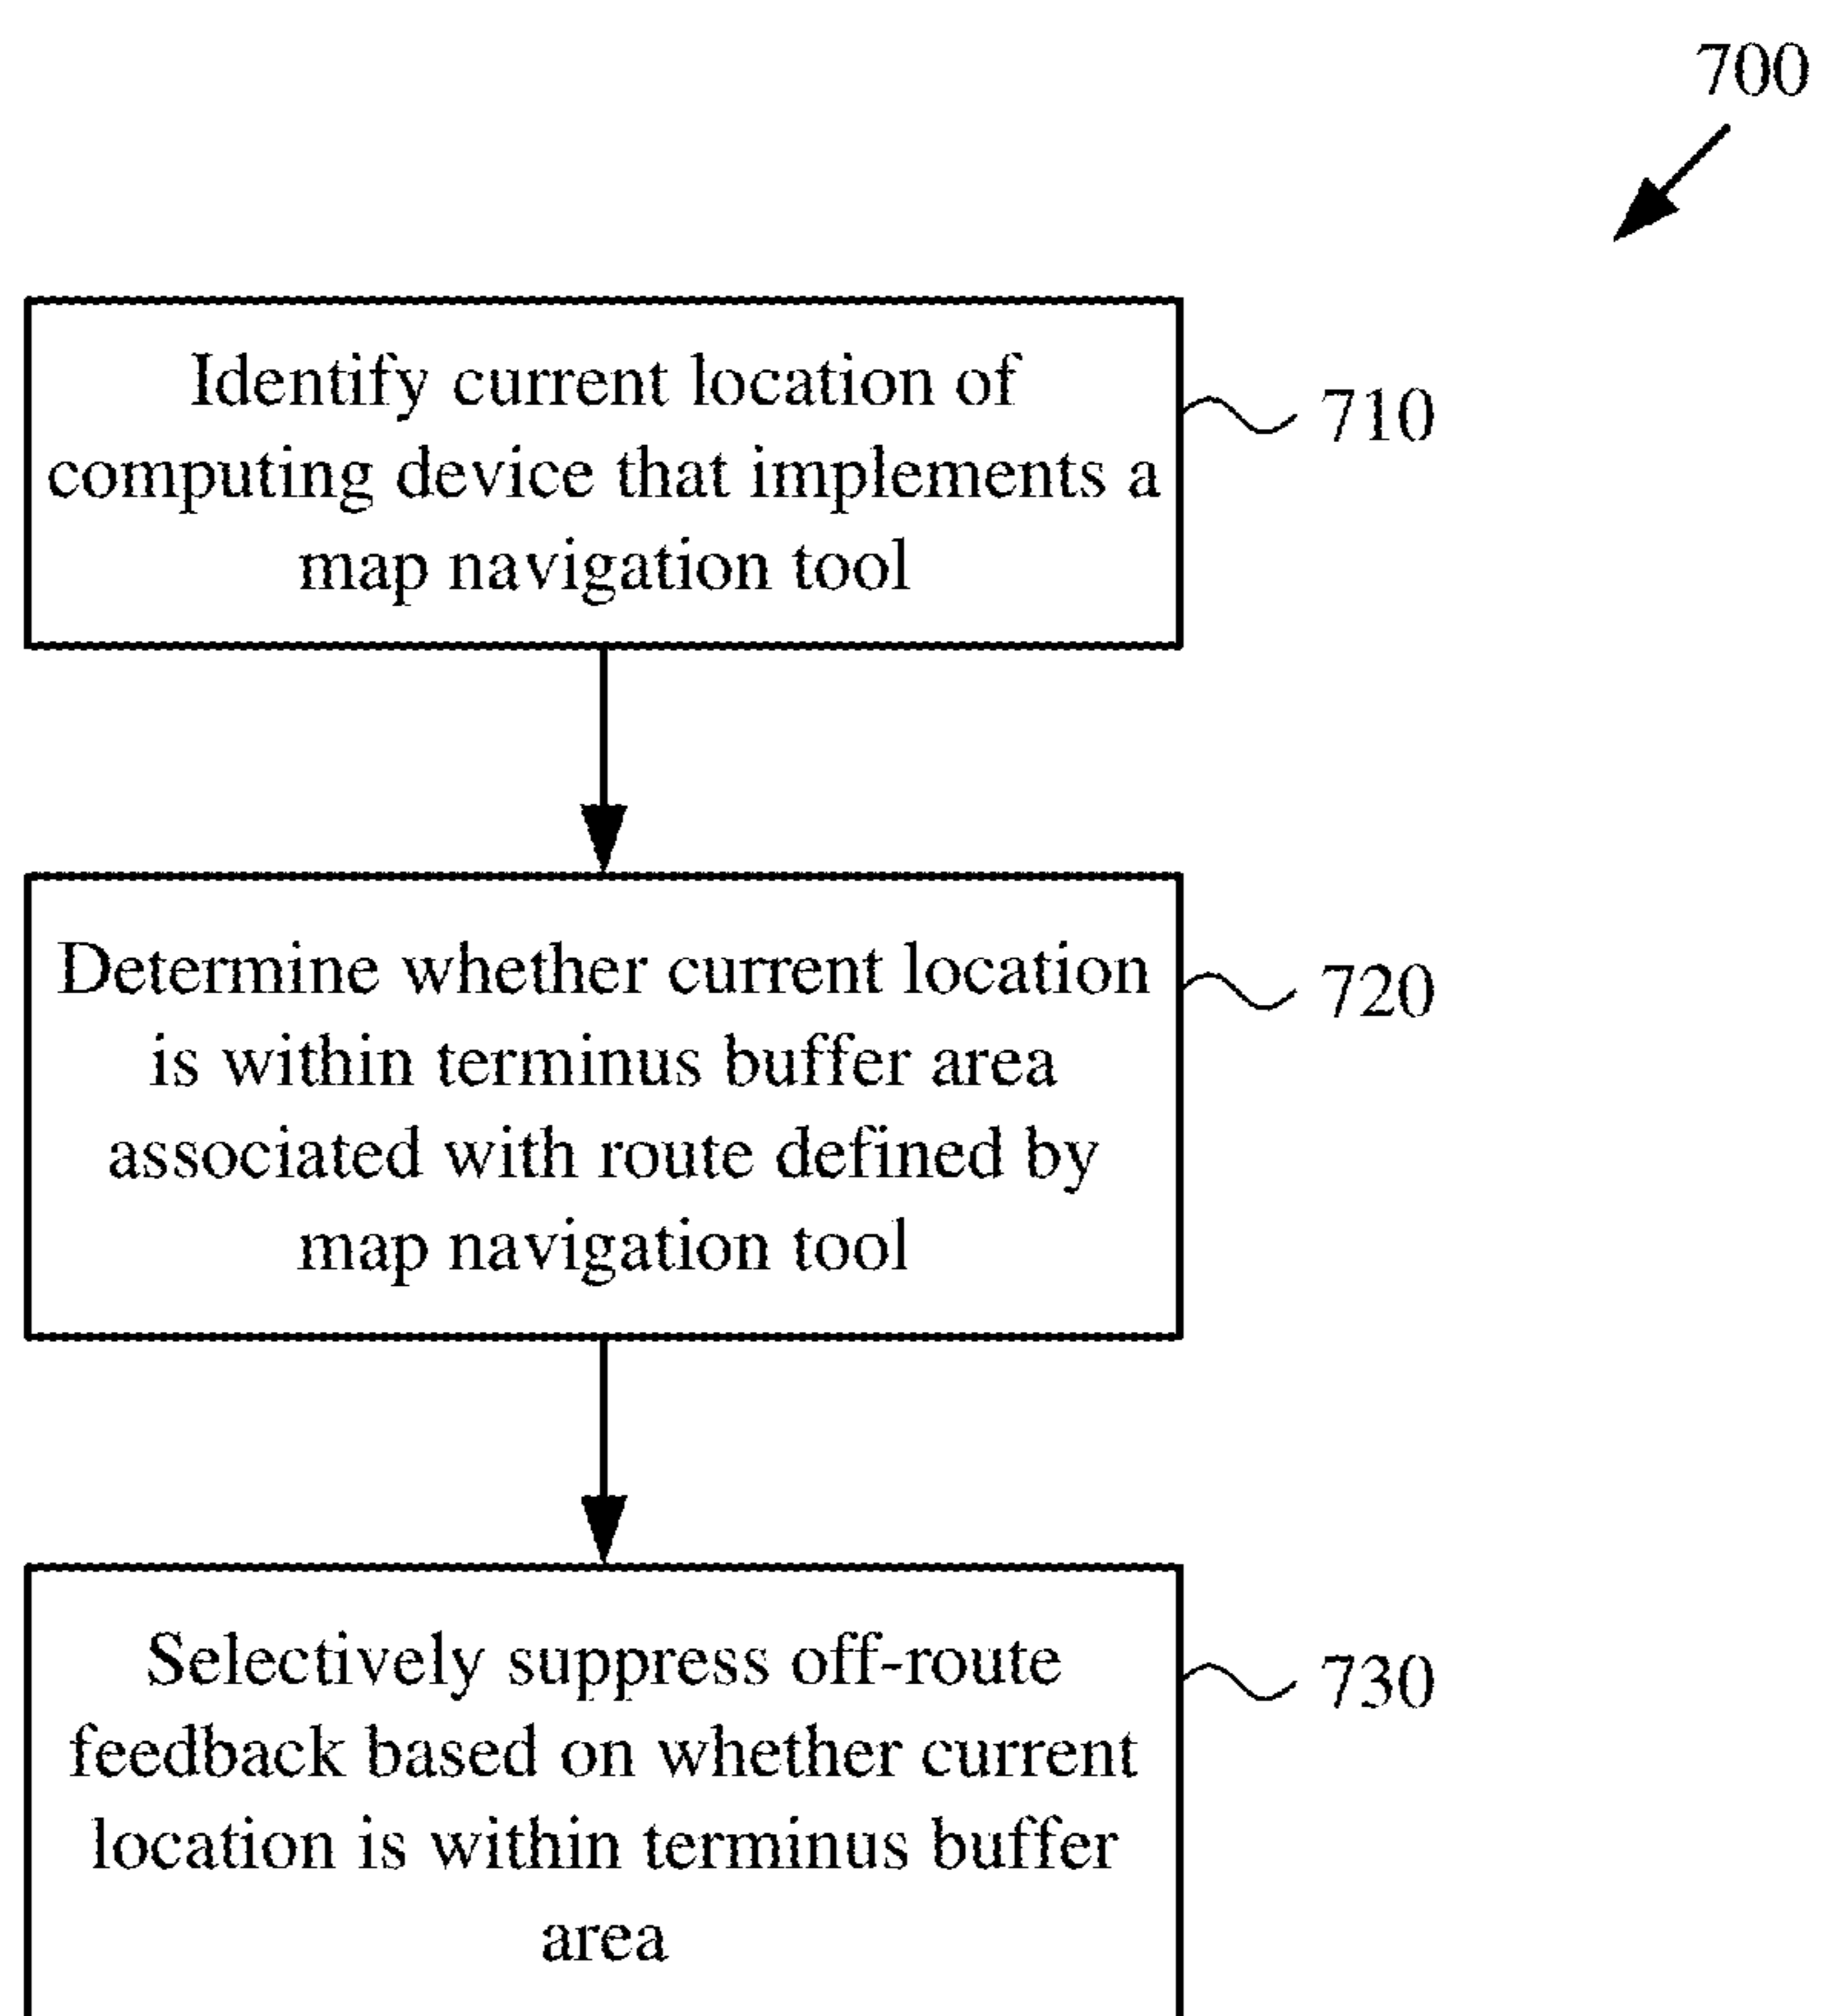 700
Identify current location of
computing device that implements a
map navigation tool
710
Determine whether current location
is within terminus buffer area
associated with route defined by
map navigation tool
720
Selectively suppress off-route
feedback based on whether current
location is within terminus buffer
area
730